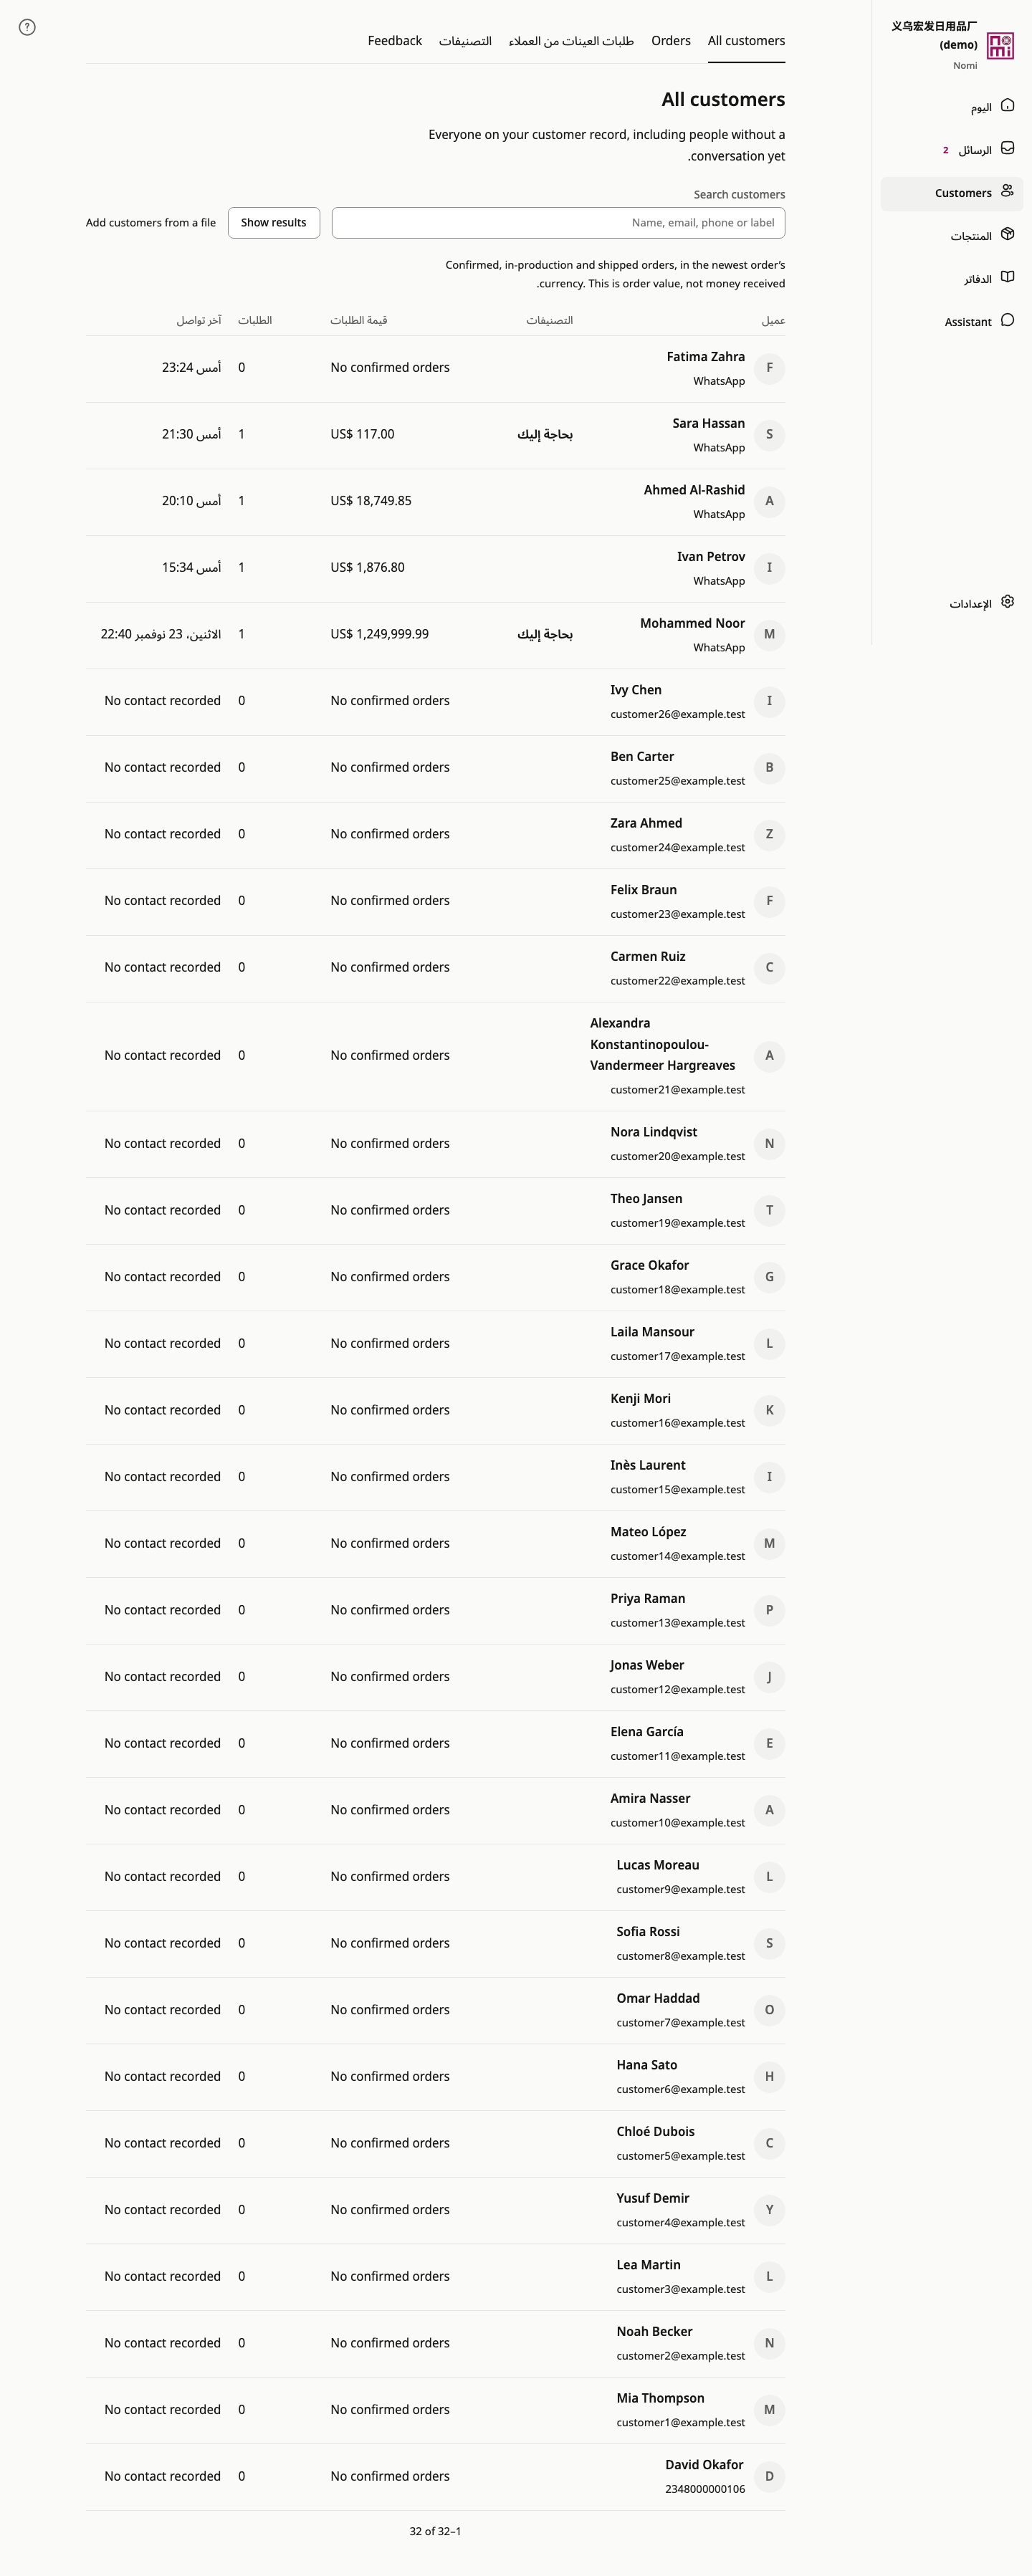 义乌宏发日用品厂
(demo)
Nomi
اليوم
الرسائل 2
Customers
المنتجات
الدفاتر
Assistant
الإعدادات
All customers
Orders
طلبات العينات من العملاء
التصنيفات
Feedback
All customers
Everyone on your customer record, including people without a
conversation yet.
Search customers
Name, email, phone or label
Show results
Add customers from a file
Confirmed, in-production and shipped orders, in the newest order's
currency. This is order value, not money received.
عميل التصنيفات قيمة الطلبات الطلبات آخر تواصل
F Fatima Zahra No confirmed orders 0 أمس 23:24
WhatsApp
S Sara Hassan بحاجة إليك US$ 117.00 1 أمس 21:30
WhatsApp
A Ahmed Al-Rashid US$ 18,749.85 1 أمس 20:10
WhatsApp
I Ivan Petrov US$ 1,876.80 1 أمس 15:34
WhatsApp
M Mohammed Noor بحاجة إليك US$ 1,249,999.99 1 الاثنين، 23 نوفمبر 22:40
WhatsApp
I Ivy Chen No confirmed orders 0 No contact recorded
customer26@example.test
B Ben Carter No confirmed orders 0 No contact recorded
customer25@example.test
Z Zara Ahmed No confirmed orders 0 No contact recorded
customer24@example.test
F Felix Braun No confirmed orders 0 No contact recorded
customer23@example.test
C Carmen Ruiz No confirmed orders 0 No contact recorded
customer22@example.test
Alexandra
Konstantinopoulou-
A Vandermeer Hargreaves No confirmed orders 0 No contact recorded
customer21@example.test
N Nora Lindqvist No confirmed orders 0 No contact recorded
customer20@example.test
T Theo Jansen No confirmed orders 0 No contact recorded
customer19@example.test
G Grace Okafor No confirmed orders 0 No contact recorded
customer18@example.test
L Laila Mansour No confirmed orders 0 No contact recorded
customer17@example.test
K Kenji Mori No confirmed orders 0 No contact recorded
customer16@example.test
I Inès Laurent No confirmed orders 0 No contact recorded
customer15@example.test
M Mateo López No confirmed orders 0 No contact recorded
customer14@example.test
P Priya Raman No confirmed orders 0 No contact recorded
customer13@example.test
J Jonas Weber No confirmed orders 0 No contact recorded
customer12@example.test
E Elena García No confirmed orders 0 No contact recorded
customer11@example.test
A Amira Nasser No confirmed orders 0 No contact recorded
customer10@example.test
L Lucas Moreau No confirmed orders 0 No contact recorded
customer9@example.test
S Sofia Rossi No confirmed orders 0 No contact recorded
customer8@example.test
O Omar Haddad No confirmed orders 0 No contact recorded
customer7@example.test
H Hana Sato No confirmed orders 0 No contact recorded
customer6@example.test
C Chloé Dubois No confirmed orders 0 No contact recorded
customer5@example.test
Y Yusuf Demir No confirmed orders 0 No contact recorded
customer4@example.test
L Lea Martin No confirmed orders 0 No contact recorded
customer3@example.test
N Noah Becker No confirmed orders 0 No contact recorded
customer2@example.test
M Mia Thompson No confirmed orders 0 No contact recorded
customer1@example.test
D David Okafor No confirmed orders 0 No contact recorded
2348000000106
32 of 32–1